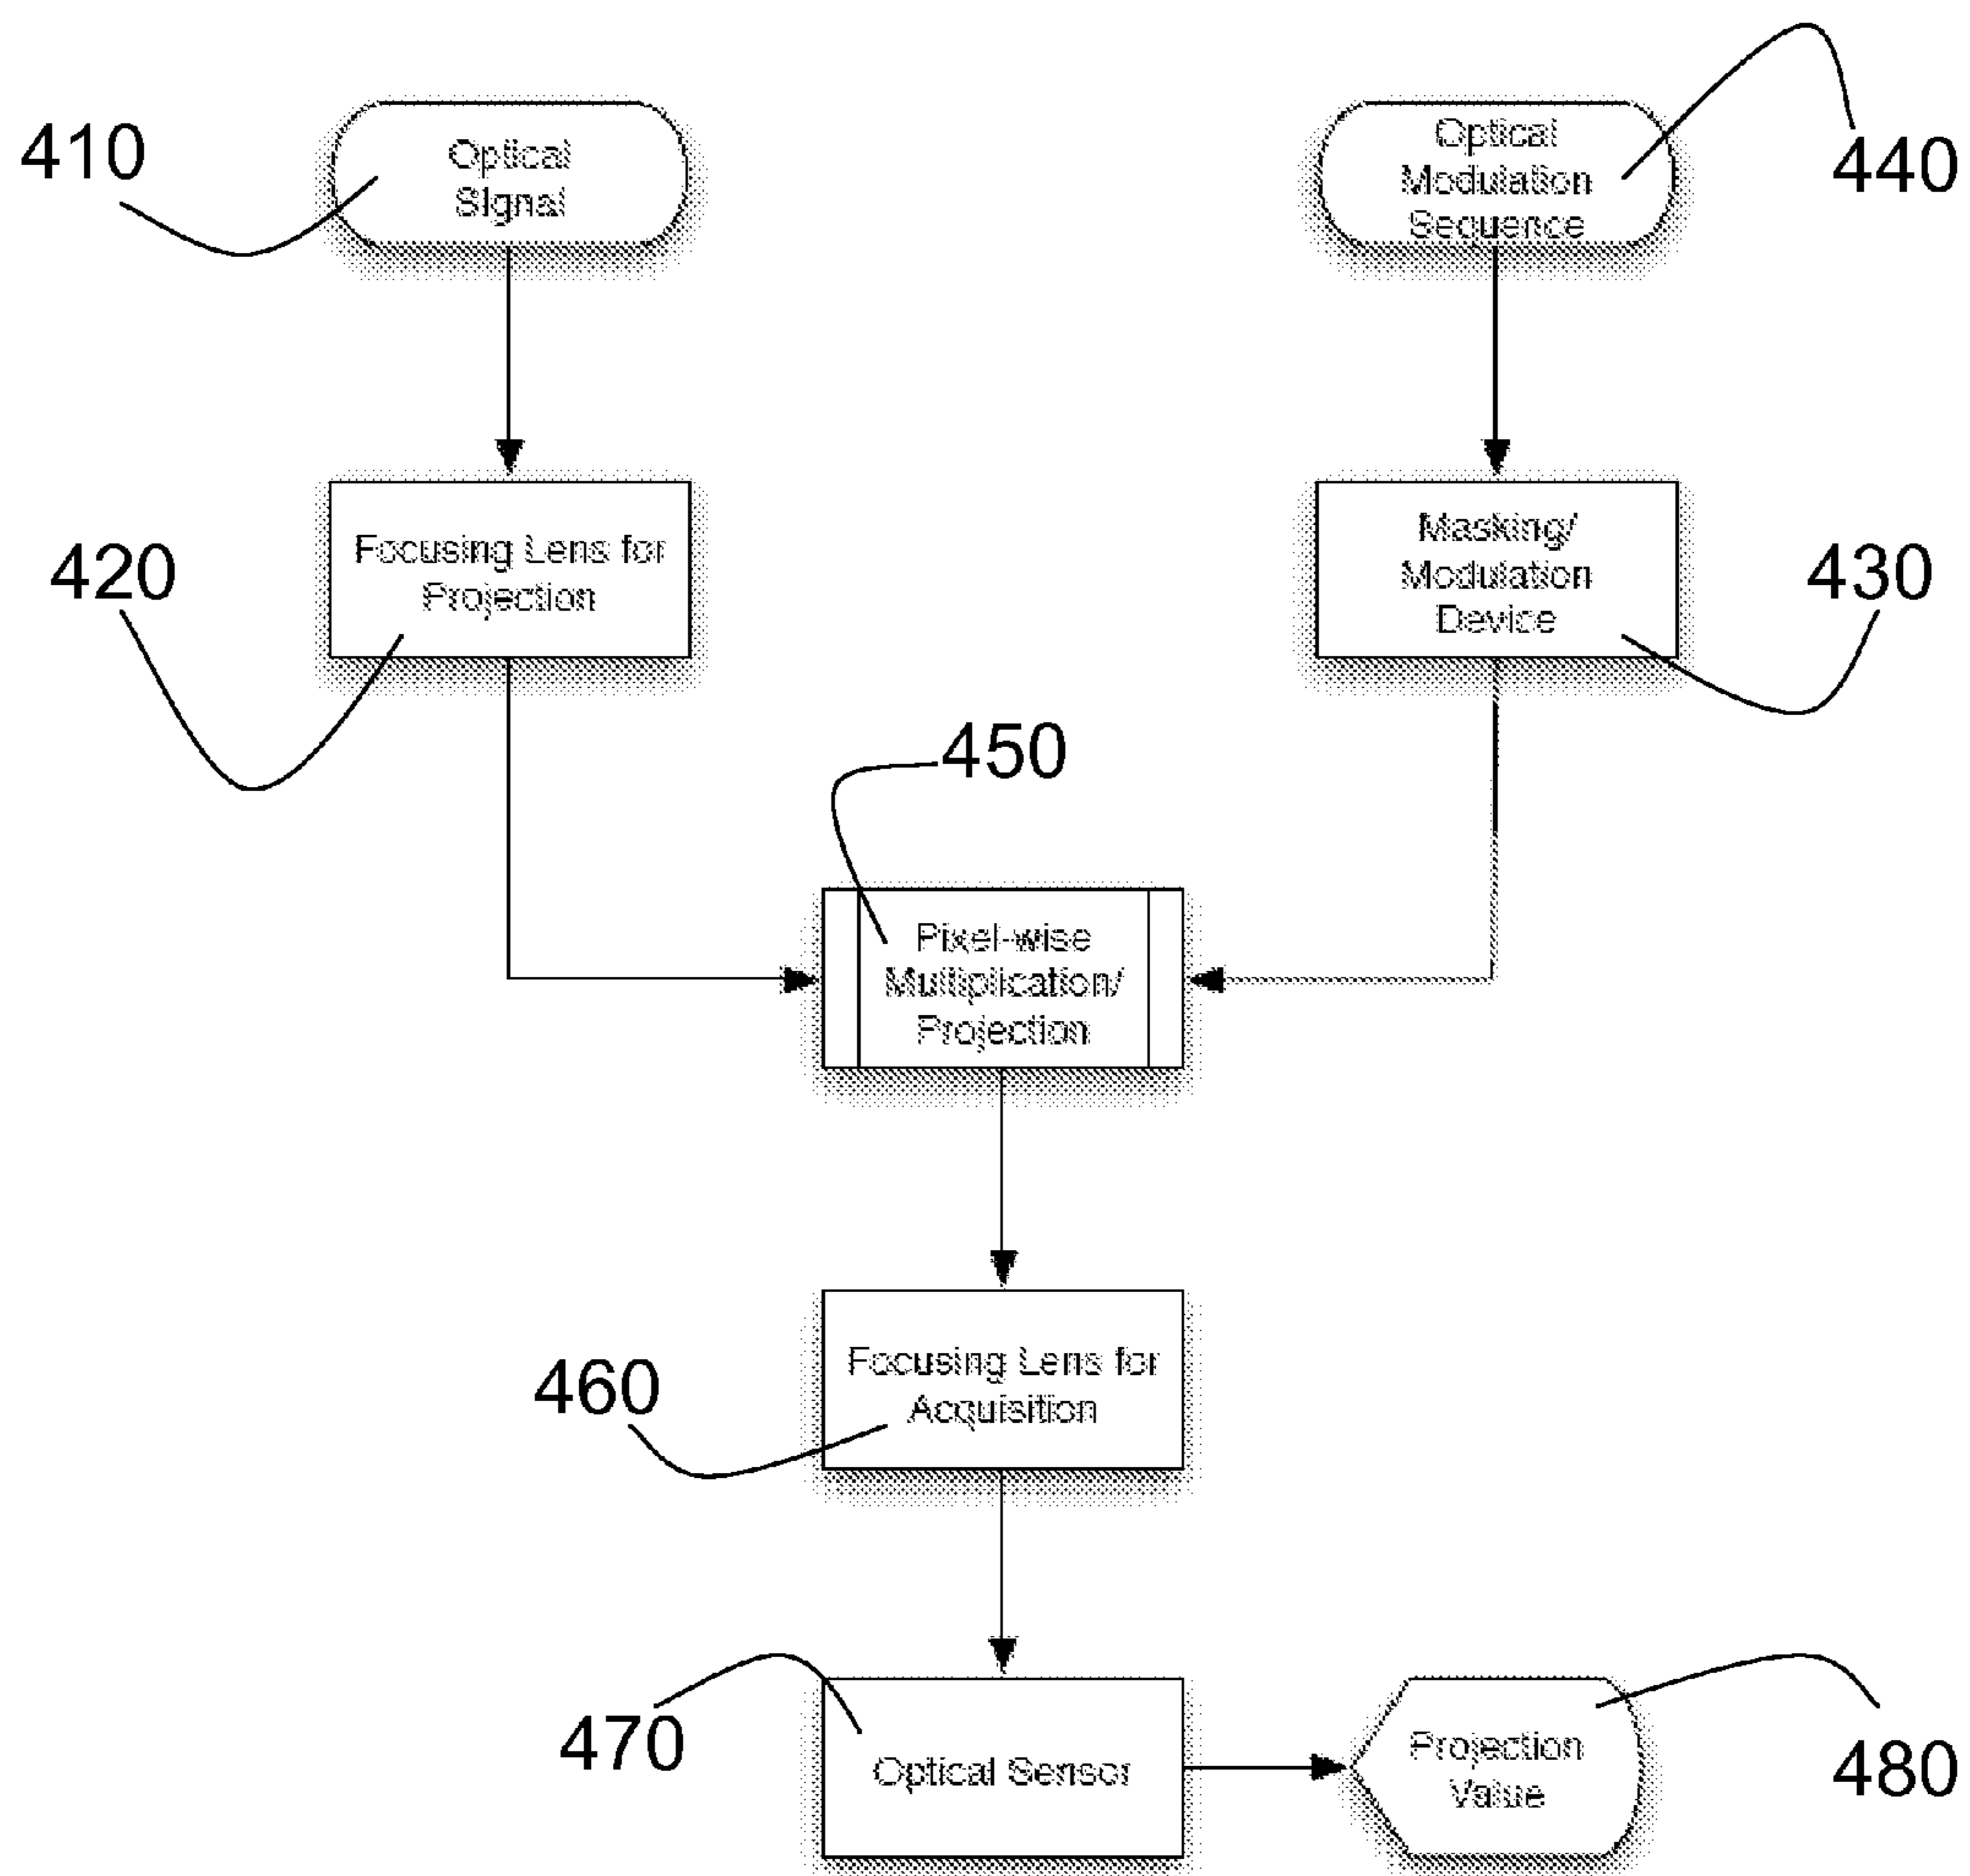 410
Optical
Signal
Optical
Modulation
Sequence
440
420
Focusing Lens for
Projection
Masking/
Modulation
Device
430
450
Pixel-wise
Multiplication/
Projection
460
Focusing Lens for
Acquisition
470
Optical Sensor
Projection
Value
480